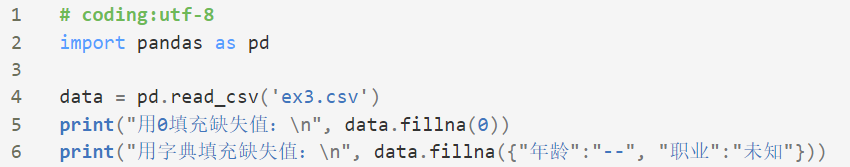 1 # coding:utf-8
2 import pandas as pd
3
4 data = pd.read_csv('ex3.csv')
5 print("用0填充缺失值：\n", data.fillna(0))
6 print("用字典填充缺失值：\n", data.fillna({"年龄":"--", "职业":"未知"}))